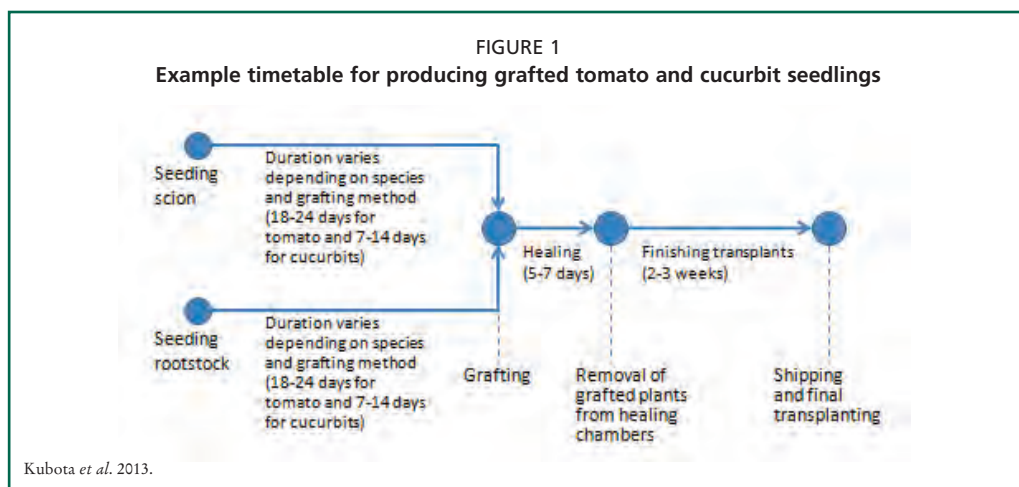 FIGURE 1
Example timetable for producing grafted tomato and cucurbit seedlings
Seeding
scion
Duration varies
depending on species
and grafting method
(18-24 days for
tomato and 7-14 days
for cucurbits)
Healing
(5-7 days)
Finishing transplants
(2-3 weeks)
Seeding
rootstock
Duration varies
depending on species
and grafting method
(18-24 days for
tomato and 7-14 days
for cucurbits)
Grafting
Removal of
grafted plants
from healing
chambers
Shipping
and final
transplanting
Kubota et al. 2013.